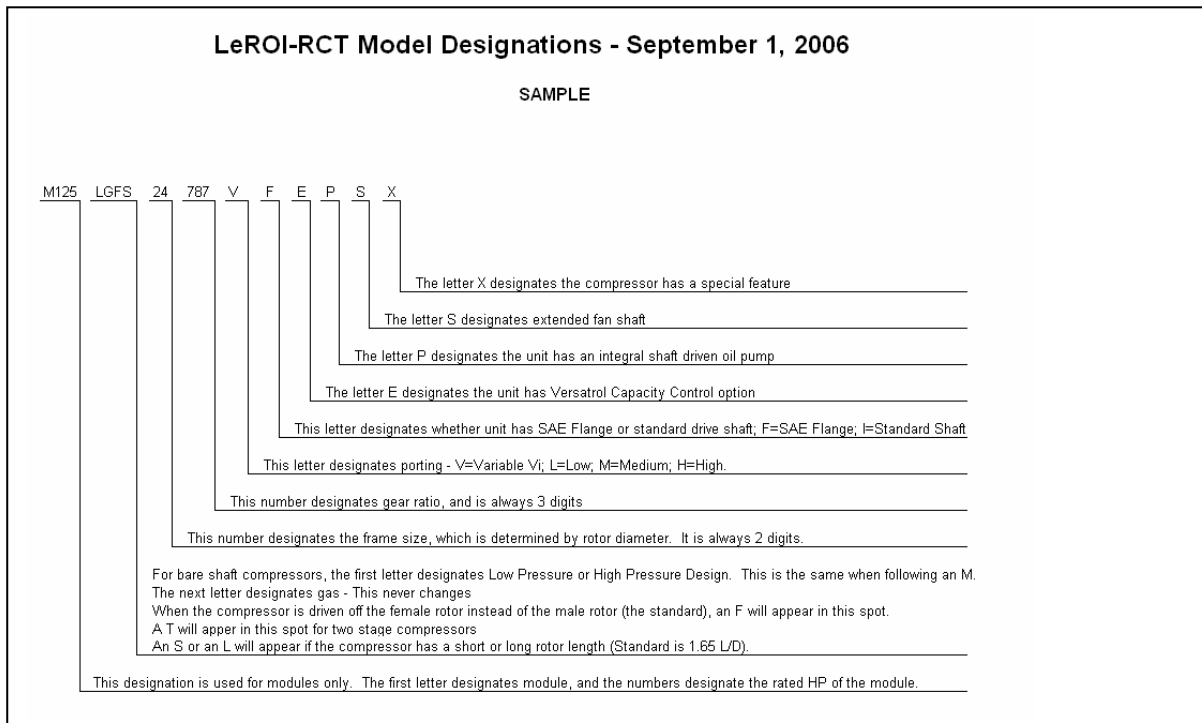 LeROI-RCT Model Designations - September 1, 2006
SAMPLE
M125 LGFS 24 787 V F E P S X
The letter X designates the compressor has a special feature
The letter S designates extended fan shaft
The letter P designates the unit has an integral shaft driven oil pump
The letter E designates the unit has Versatrol Capacity Control option
This letter designates whether unit has SAE Flange or standard drive shaft; F=SAE Flange; I=Standard Shaft
This letter designates porting - V=Variable Vi; L=Low; M=Medium; H=High.
This number designates gear ratio, and is always 3 digits
This number designates the frame size, which is determined by rotor diameter. It is always 2 digits.
For bare shaft compressors, the first letter designates Low Pressure or High Pressure Design. This is the same when following an M.
The next letter designates gas - This never changes
When the compressor is driven off the female rotor instead of the male rotor (the standard), an F will appear in this spot.
A T will apper in this spot for two stage compressors
An S or an L will appear if the compressor has a short or long rotor length (Standard is 1.65 L/D).
This designation is used for modules only. The first letter designates module, and the numbers designate the rated HP of the module.